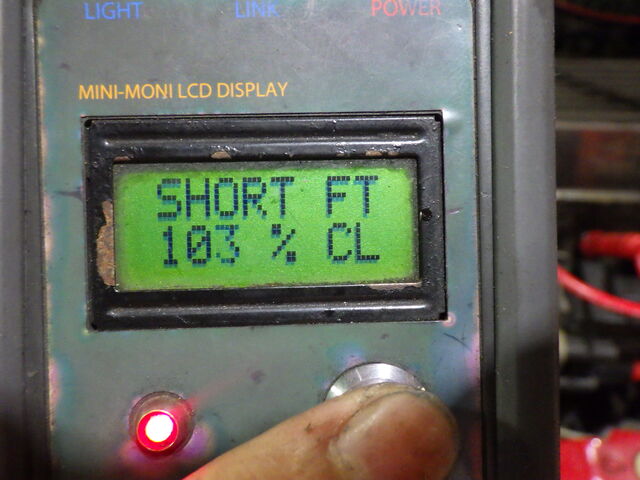 LIGHT LINK POWER
MINI-MONI LCD DISPLAY
SHORT FT
103 % CL